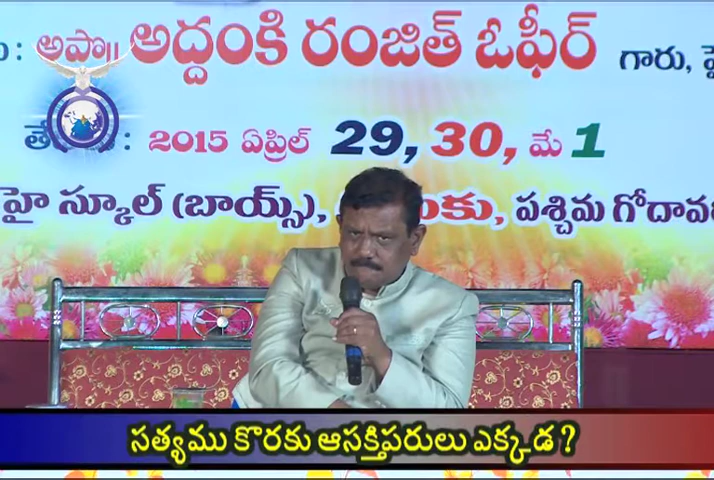 అపొ॥ అద్దంకి రంజిత్ ఓఫీర్ గారు,
2015 ఏప్రిల్ 29, 30, మే 1
హై స్కూల్ (బాయ్స్), పశ్చిమ
సత్యము కొరకు ఆసక్తిపరులు ఎక్కడ?